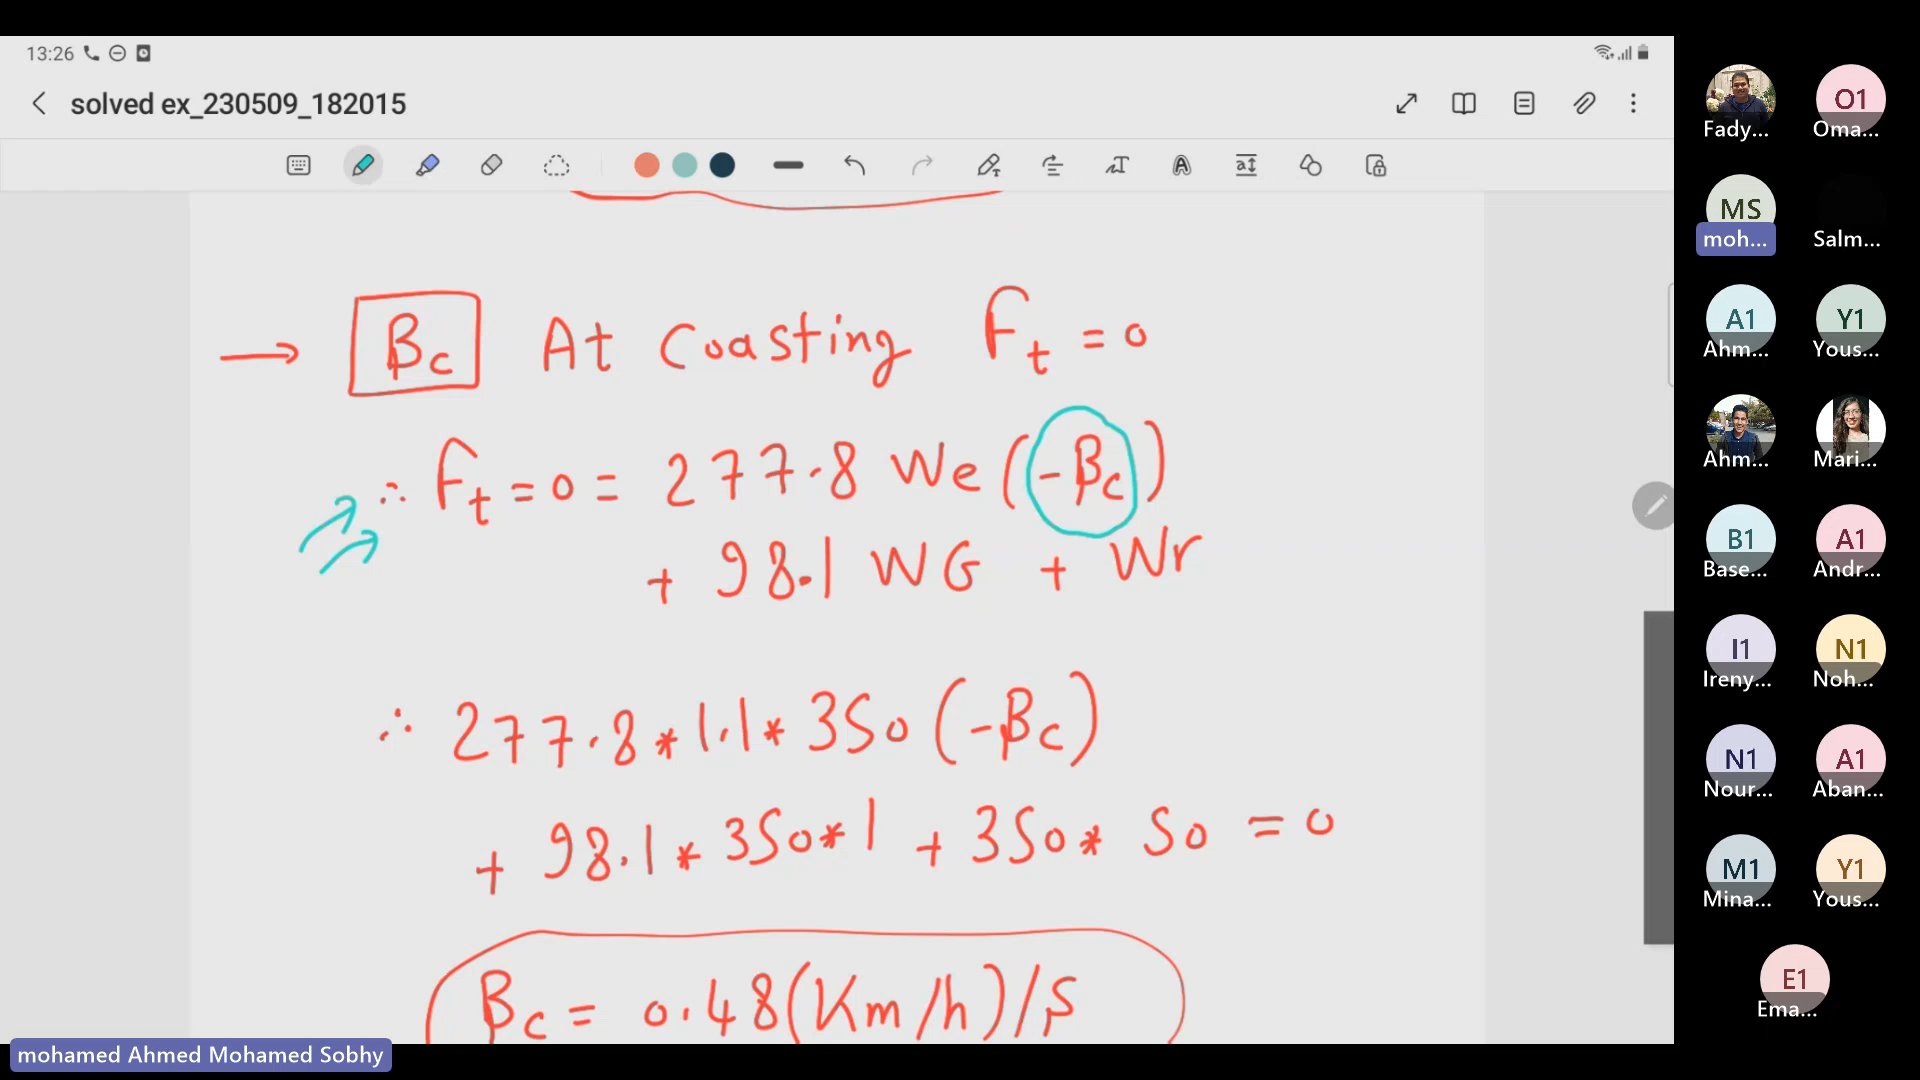 13:26
solved ex_230509_182015
→ Bc At Coasting Ft = 0
∴ Ft = 0 = 277.8 We (-Bc)
+ 98.1 WG + Wr
∴ 277.8 * 1.1 * 350 (-Bc)
+ 98.1 * 350 * 1 + 350 * 50 = 0
Bc = 0.48 (Km/h)/s
mohamed Ahmed Mohamed Sobhy
Fady...
O1
Oma...
MS
moh...
Salm...
A1
Ahm...
Y1
Yous...
Ahm...
Mari...
B1
Base...
A1
Andr...
I1
Ireny...
N1
Noh...
N1
Nour...
A1
Aban...
M1
Mina...
Y1
Yous...
E1
Ema...